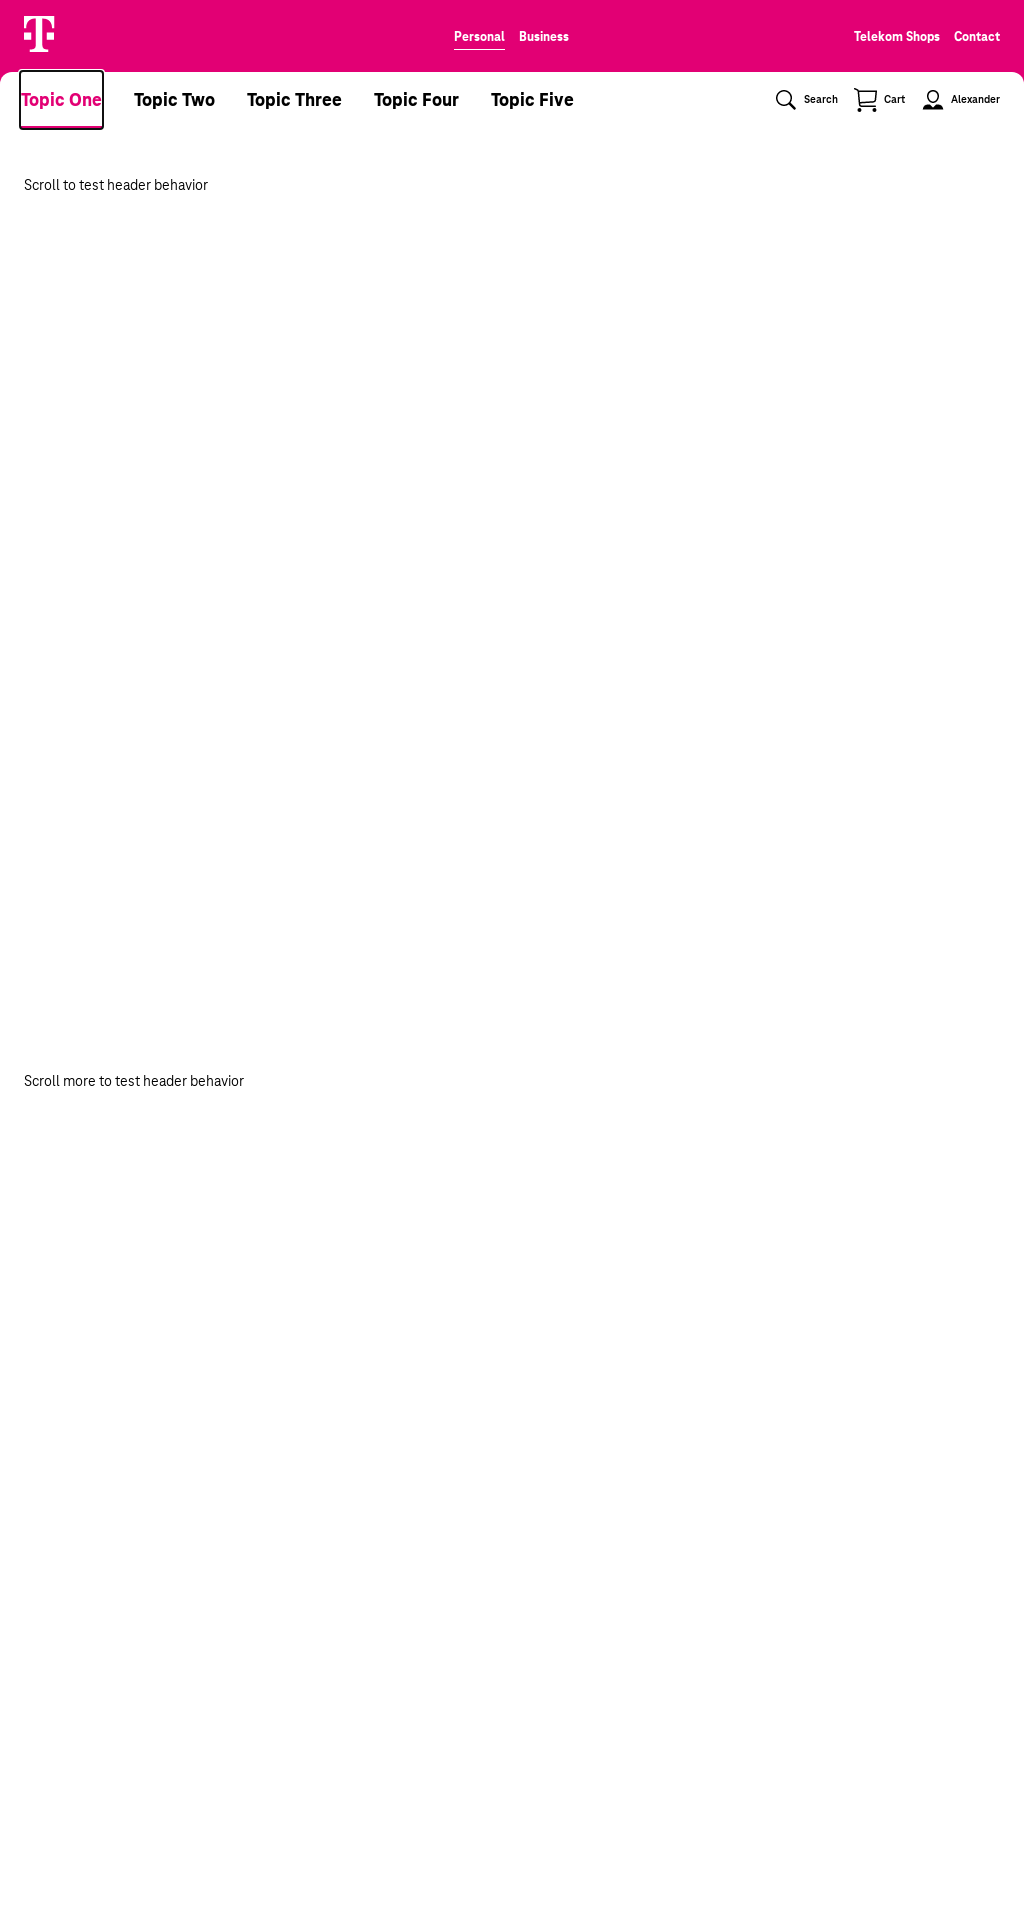 T
Personal Business Telekom Shops Contact
Topic One Topic Two Topic Three Topic Four Topic Five Search Cart Alexander
Scroll to test header behavior
Scroll more to test header behavior